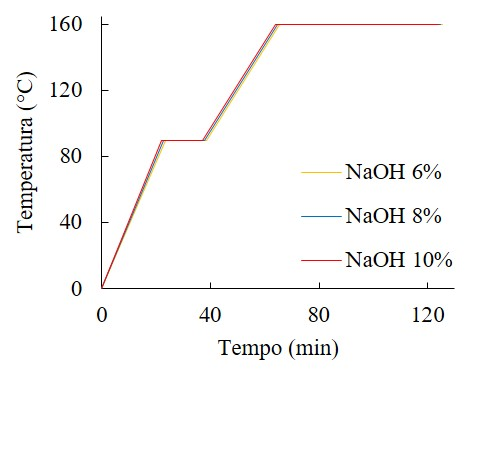 Temperatura (°C)
160
120
80
40
0
NaOH 6%
NaOH 8%
NaOH 10%
0 40 80 120
Tempo (min)